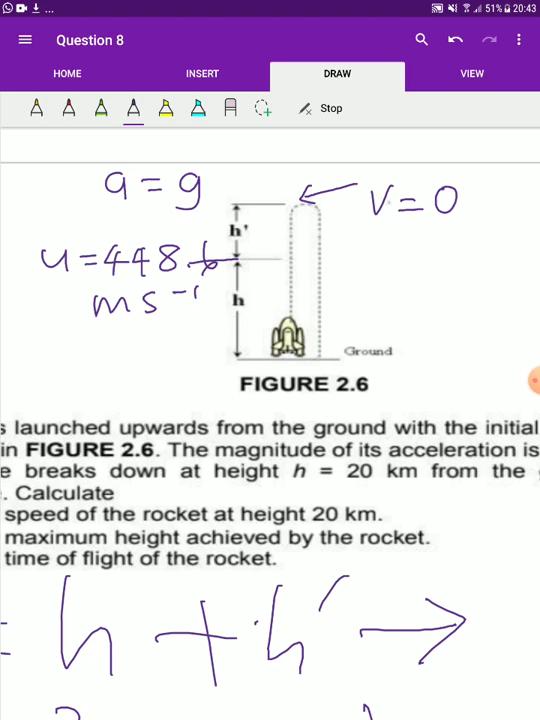 51% 20:43
Question 8
HOME INSERT DRAW VIEW
Stop
a = g
v = 0
h'
u = 448.6
ms⁻¹
h
Ground
FIGURE 2.6
s launched upwards from the ground with the initial
in FIGURE 2.6. The magnitude of its acceleration is
e breaks down at height h = 20 km from the
. Calculate
speed of the rocket at height 20 km.
maximum height achieved by the rocket.
time of flight of the rocket.
= h + h' →